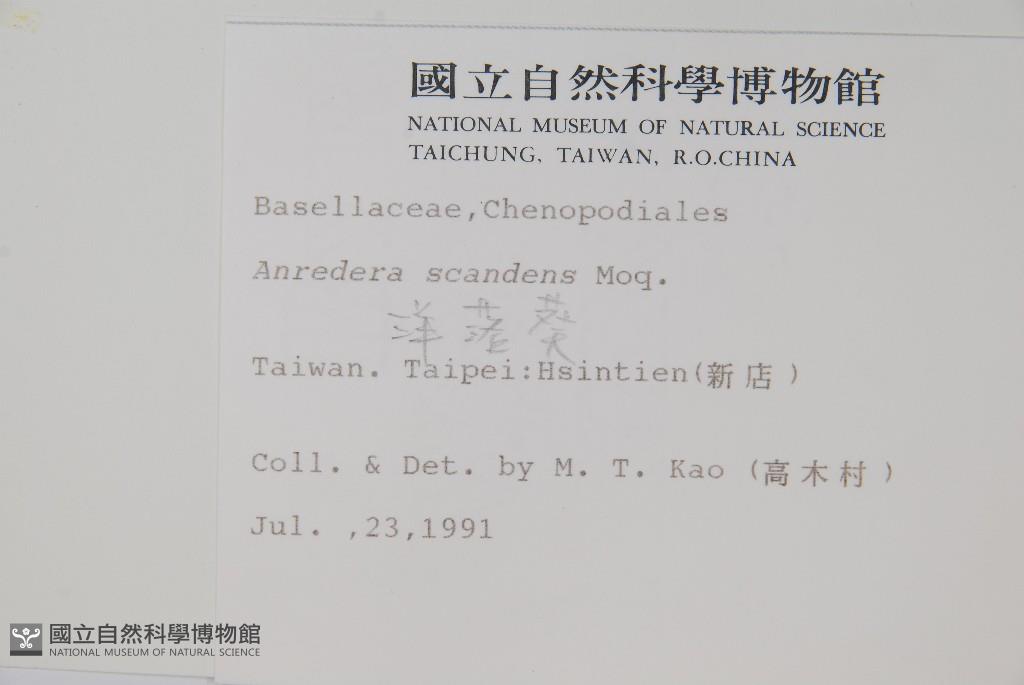 國立自然科學博物館
NATIONAL MUSEUM OF NATURAL SCIENCE
TAICHUNG, TAIWAN, R.O.CHINA
Basellaceae,Chenopodiales
Anredera scandens Moq.
洋落葵
Taiwan. Taipei:Hsintien(新店)
Coll. & Det. by M. T. Kao (高木村)
Jul. ,23,1991
國立自然科學博物館
NATIONAL MUSEUM OF NATURAL SCIENCE